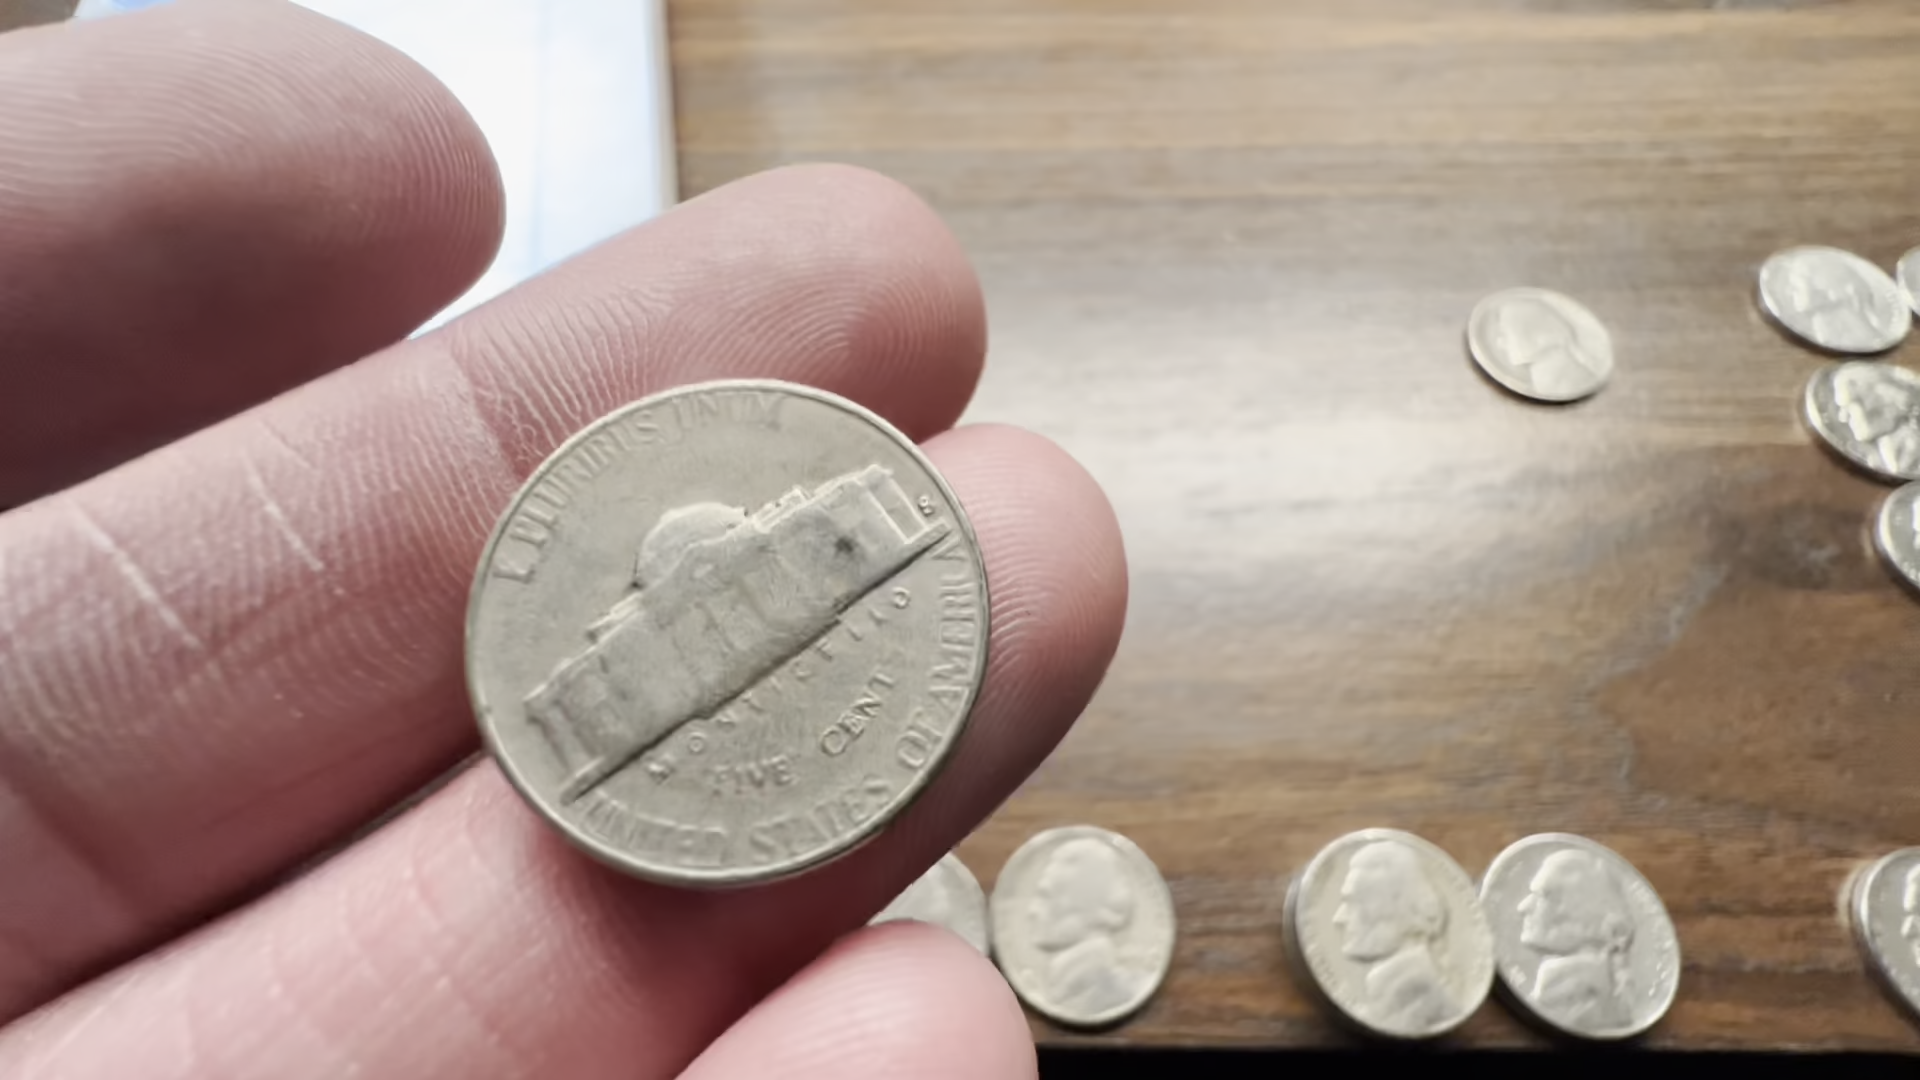 E PLURIBUS UNUM
S
MONTICELLO
FIVE CENTS
UNITED STATES OF AMERICA